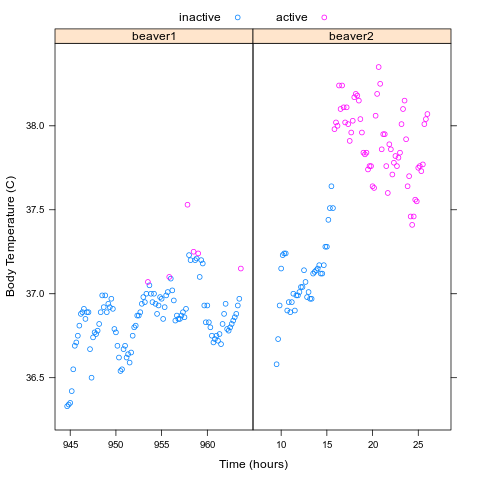 inactive active
beaver1 beaver2
38.0
37.5
37.0
36.5
Body Temperature (C)
945 950 955 960 10 15 20 25
Time (hours)